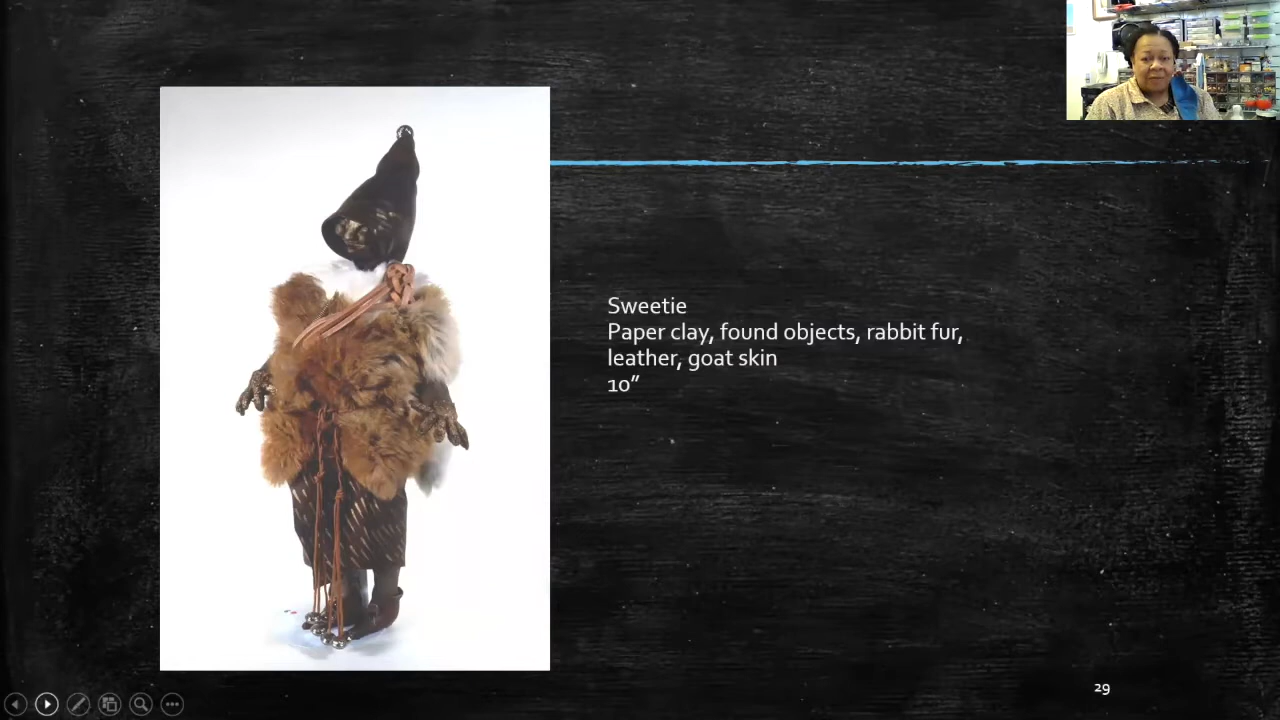 Sweetie
Paper clay, found objects, rabbit fur,
leather, goat skin
10”
29